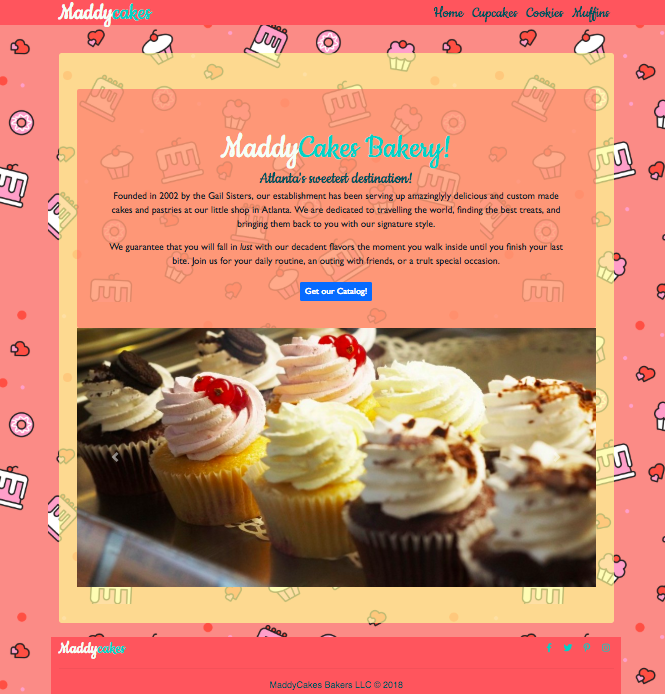 Maddycakes
Home Cupcakes Cookies Muffins
MaddyCakes Bakery!
Atlanta's sweetest destination!
Founded in 2002 by the Gail Sisters, our establishment has been serving up amazinglyly delicious and custom made
cakes and pastries at our little shop in Atlanta. We are dedicated to travelling the world, finding the best treats, and
bringing them back to you with our signature style.
We guarantee that you will fall in lust with our decadent flavors the moment you walk inside until you finish your last
bite. Join us for your daily routine, an outing with friends, or a truit special occasion.
Get our Catalog!
Maddycakes
MaddyCakes Bakers LLC © 2018